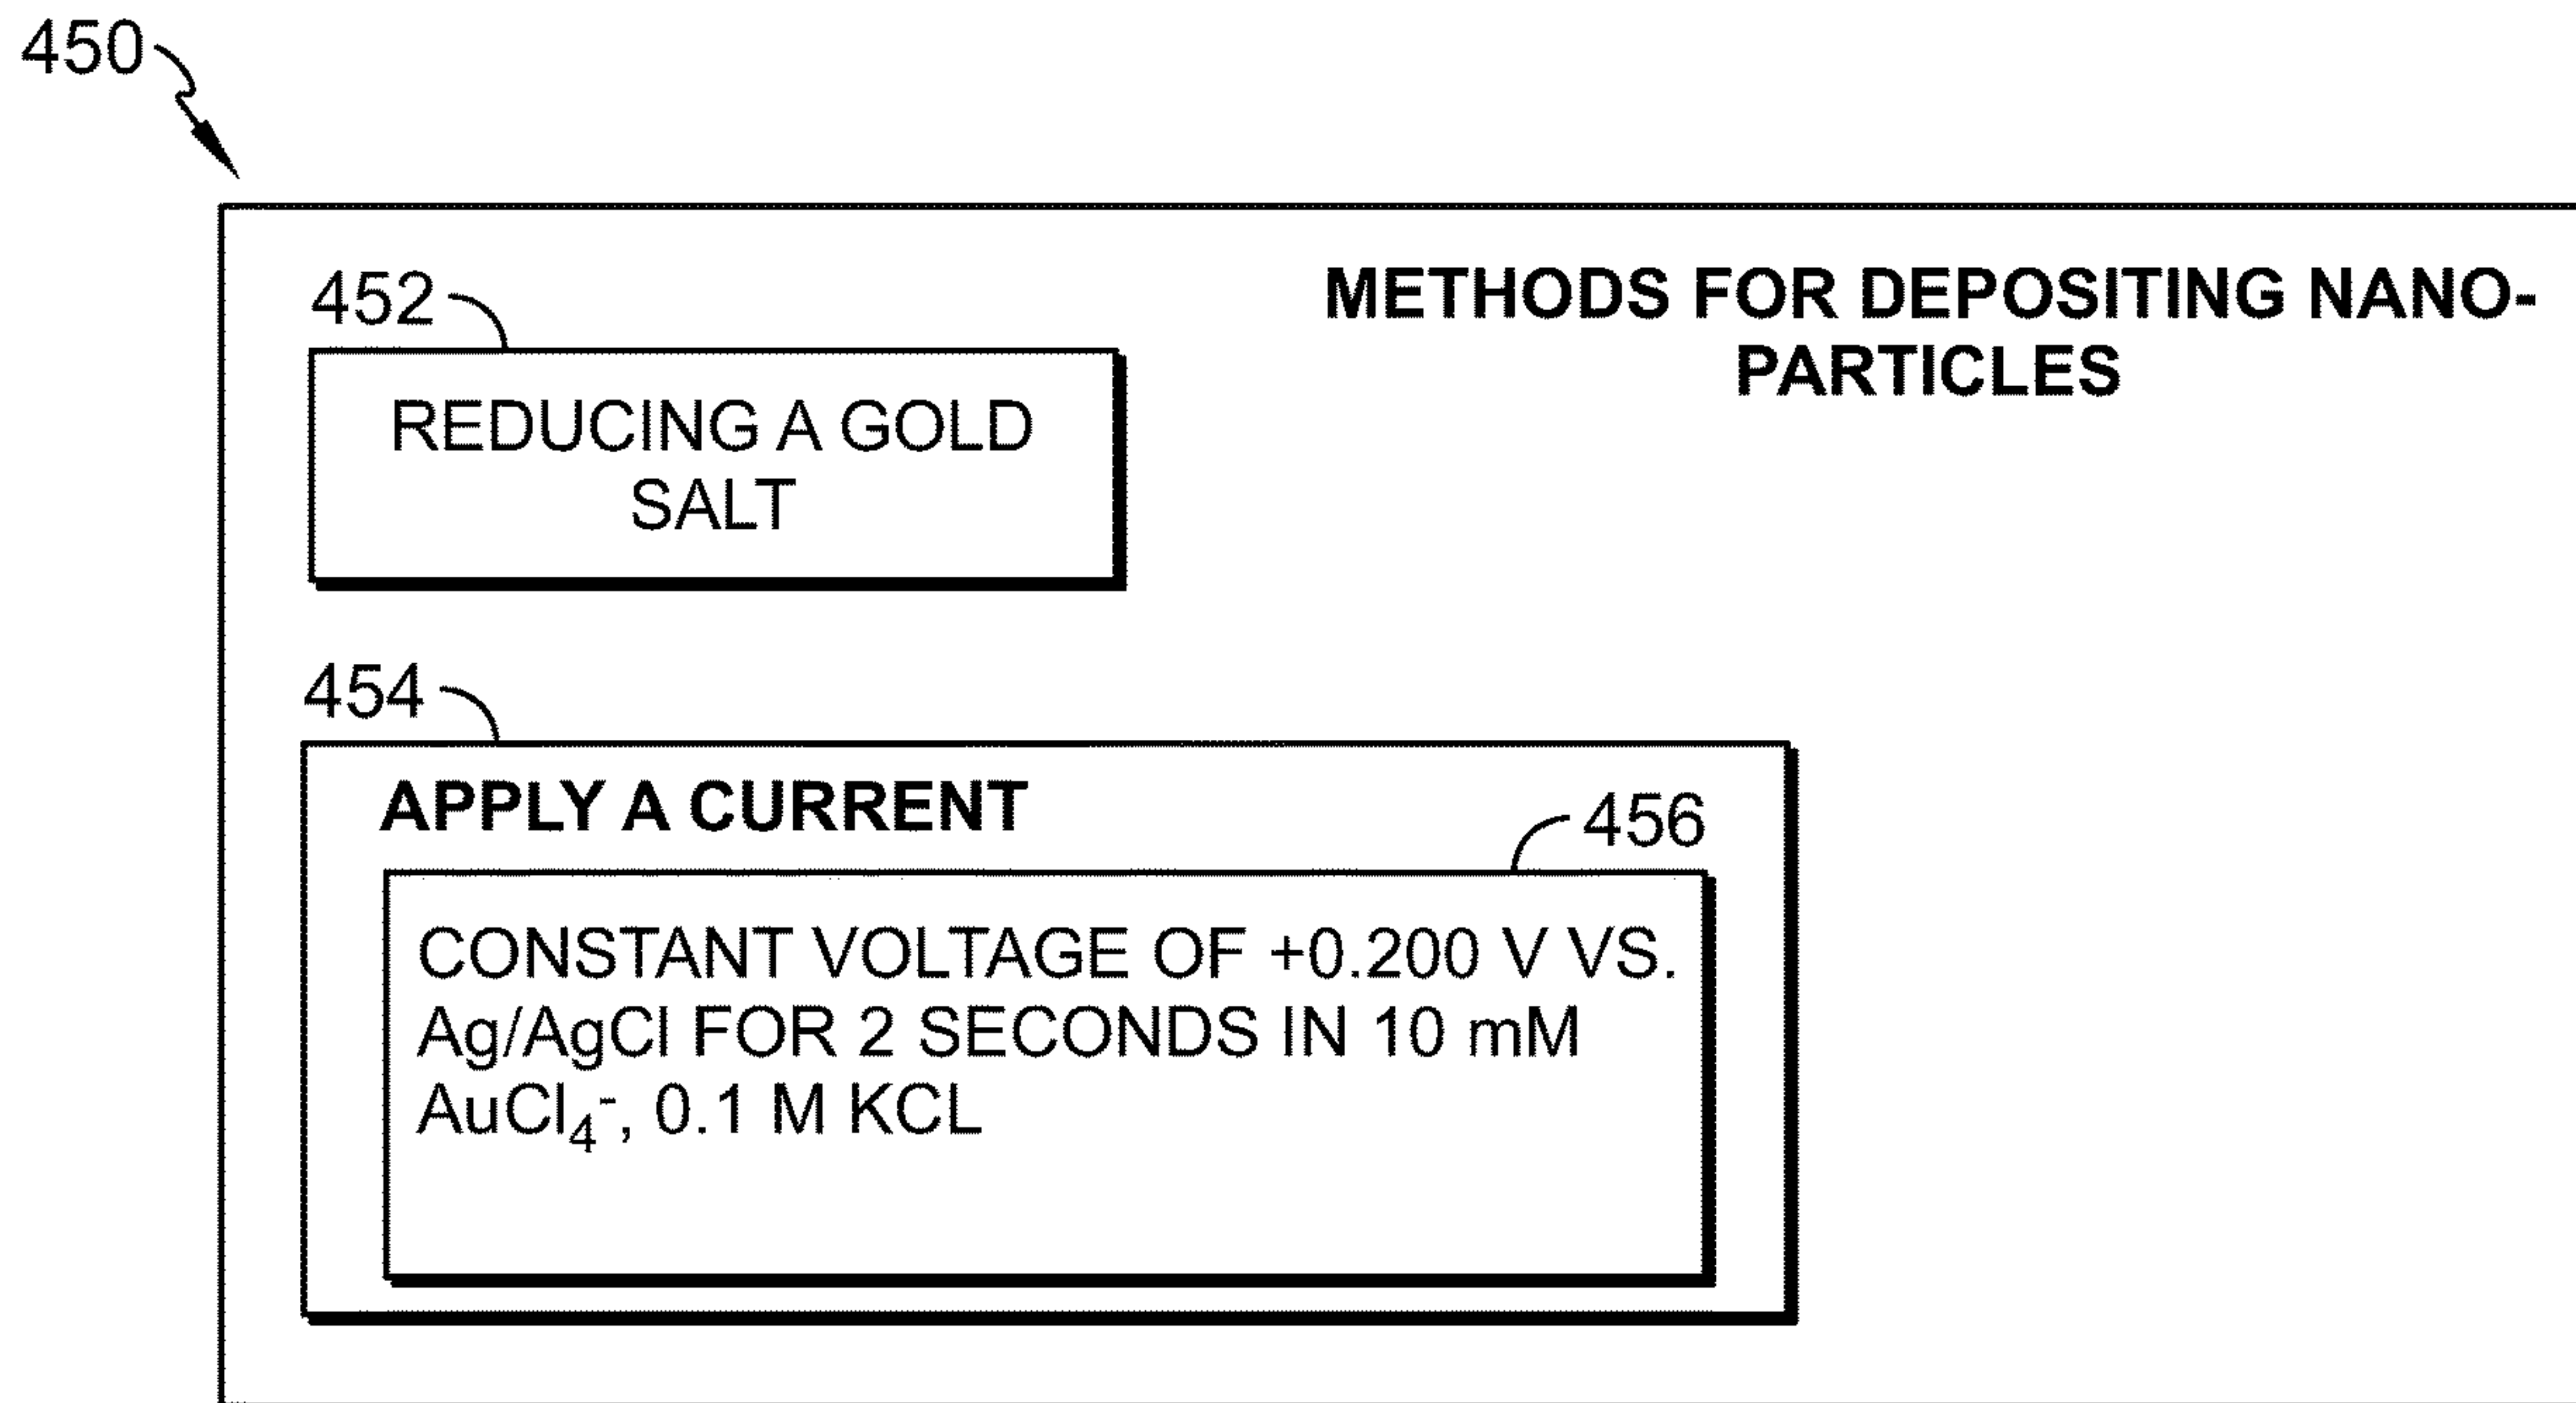 450
METHODS FOR DEPOSITING NANO-
PARTICLES
452
REDUCING A GOLD
SALT
454
APPLY A CURRENT
456
CONSTANT VOLTAGE OF +0.200 V VS.
Ag/AgCl FOR 2 SECONDS IN 10 mM
AuCl₄⁻, 0.1 M KCL